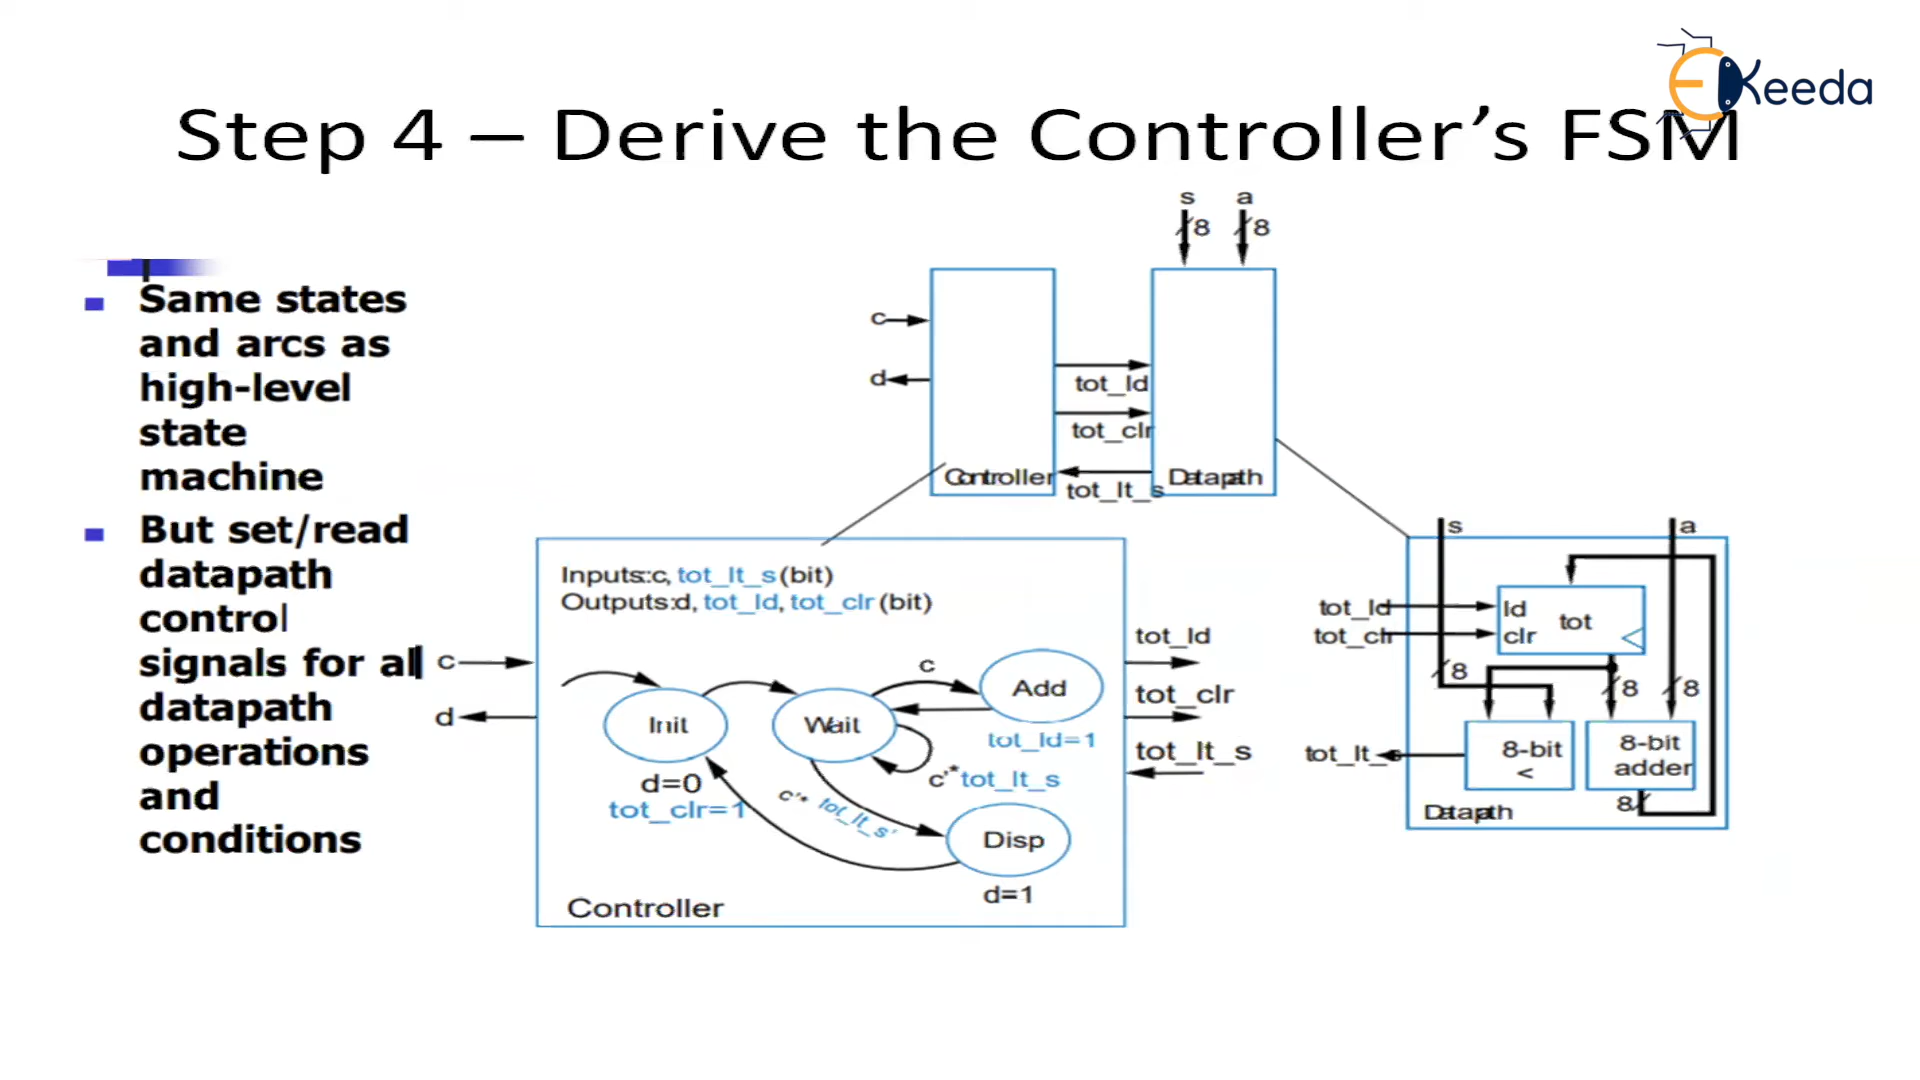 EKeeda
Step 4 – Derive the Controller’s FSM
Same states
and arcs as
high-level
state
machine
But set/read
datapath
control
signals for all
datapath
operations
and
conditions
s a
8 8
c
d
tot_ld
tot_clr
tot_lt_s
Controller
Datapath
Inputs: c, tot_lt_s (bit)
Outputs: d, tot_ld, tot_clr (bit)
c
d
Init
d=0
tot_clr=1
Wait
c
Add
tot_ld=1
c'*tot_lt_s
c'* tot_lt_s'
Disp
d=1
Controller
tot_ld
tot_clr
tot_lt_s
s a
tot_ld
tot_clr
ld
clr
tot
8 8 8
tot_lt_s
8-bit
<
8-bit
adder
8
Datapath